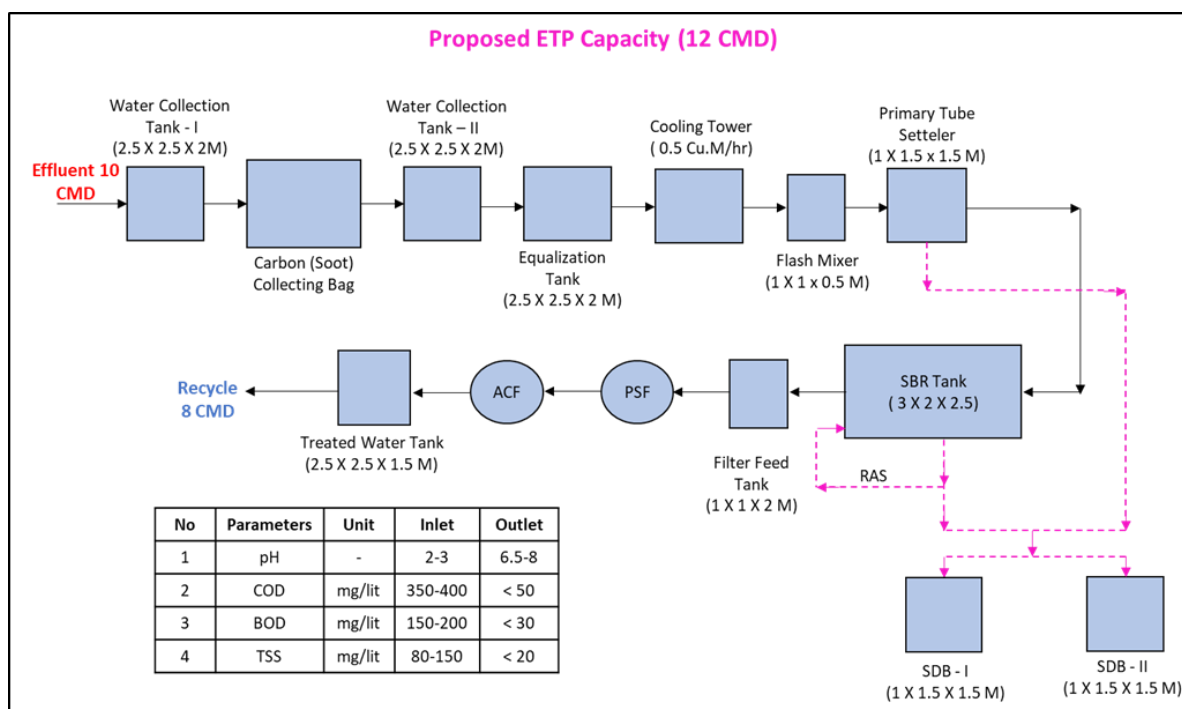 Proposed ETP Capacity (12 CMD)
Water Collection
Tank - I
(2.5 X 2.5 X 2M)
Water Collection
Tank – II
(2.5 X 2.5 X 2M)
Cooling Tower
( 0.5 Cu.M/hr)
Primary Tube
Setteler
(1 X 1.5 x 1.5 M)
Effluent 10
CMD
Carbon (Soot)
Collecting Bag
Equalization
Tank
(2.5 X 2.5 X 2 M)
Flash Mixer
(1 X 1 x 0.5 M)
Recycle
8 CMD
Treated Water Tank
(2.5 X 2.5 X 1.5 M)
ACF
PSF
Filter Feed
Tank
(1 X 1 X 2 M)
SBR Tank
( 3 X 2 X 2.5)
RAS
No Parameters Unit Inlet Outlet
1 pH - 2-3 6.5-8
2 COD mg/lit 350-400 < 50
3 BOD mg/lit 150-200 < 30
4 TSS mg/lit 80-150 < 20
SDB - I
(1 X 1.5 X 1.5 M)
SDB - II
(1 X 1.5 X 1.5 M)